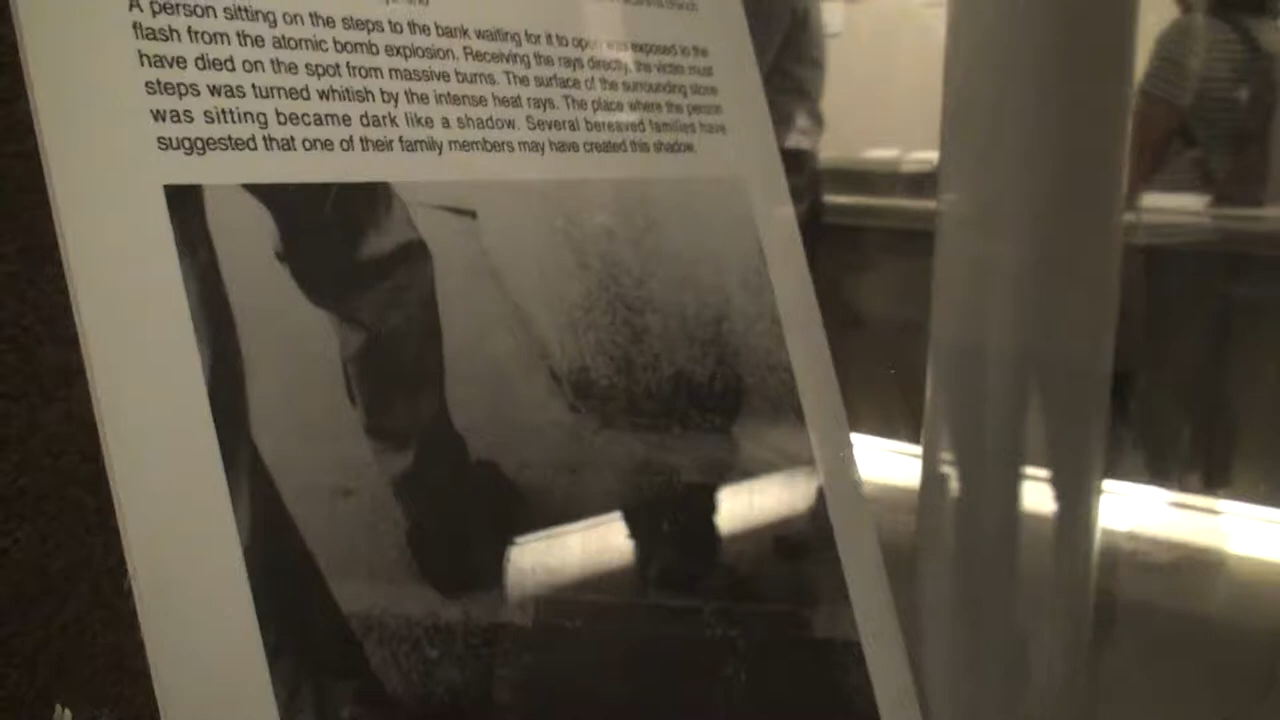 A person sitting on the steps to the bank waiting for it to open was exposed to the
flash from the atomic bomb explosion. Receiving the rays directly, the victim must
have died on the spot from massive burns. The surface of the surrounding stone
steps was turned whitish by the intense heat rays. The place where the person
was sitting became dark like a shadow. Several bereaved families have
suggested that one of their family members may have created this shadow.